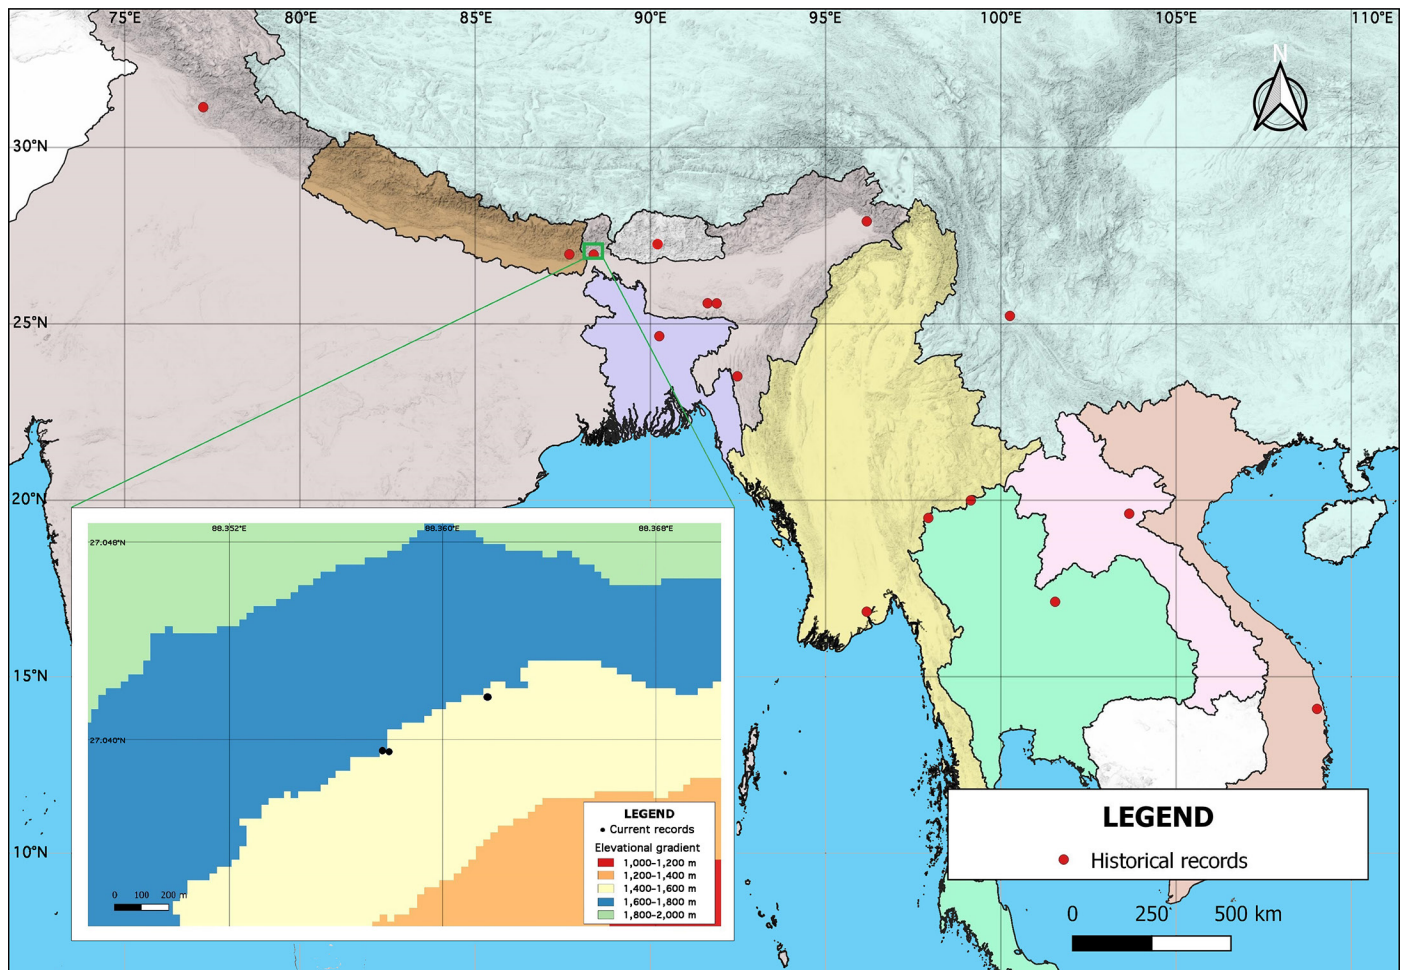 75°E 80°E 85°E 90°E 95°E 100°E 105°E 110°E
N
30°N
25°N
20°N
15°N
10°N
88.352°E 88.360°E 88.368°E
27.048°N
27.040°N
LEGEND
Current records
Elevational gradient
1,000–1,200 m
1,200–1,400 m
1,400–1,600 m
1,600–1,800 m
1,800–2,000 m
0 100 200 m
LEGEND
Historical records
0 250 500 km